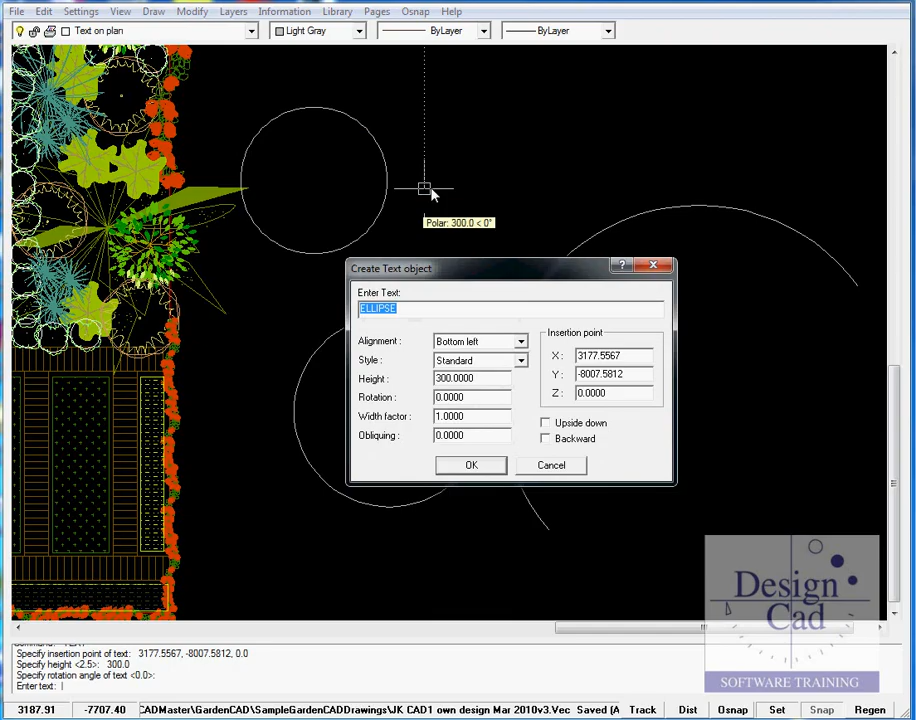 File Edit Settings View Draw Modify Layers Information Library Pages Osnap Help
Text on plan Light Gray ByLayer ByLayer
Polar: 300.0 < 0°
Create Text object
Enter Text:
ELLIPSE
Alignment : Bottom left
Style : Standard
Height : 300.0000
Rotation : 0.0000
Width factor : 1.0000
Obliquing : 0.0000
Insertion point
X : 3177.5567
Y : -8007.5812
Z : 0.0000
Upside down
Backward
OK Cancel
Design
Cad
SOFTWARE TRAINING
Specify insertion point of text: 3177.5567, -8007.5812, 0.0
Specify height <2.5>: 300.0
Specify rotation angle of text <0.0>:
Enter text:
3187.91 -7707.40 CADMaster\GardenCAD\SampleGardenCADDrawings\JK CAD1 own design Mar 2010v3.Vec Saved (A Track Dist Osnap Set Snap Regen